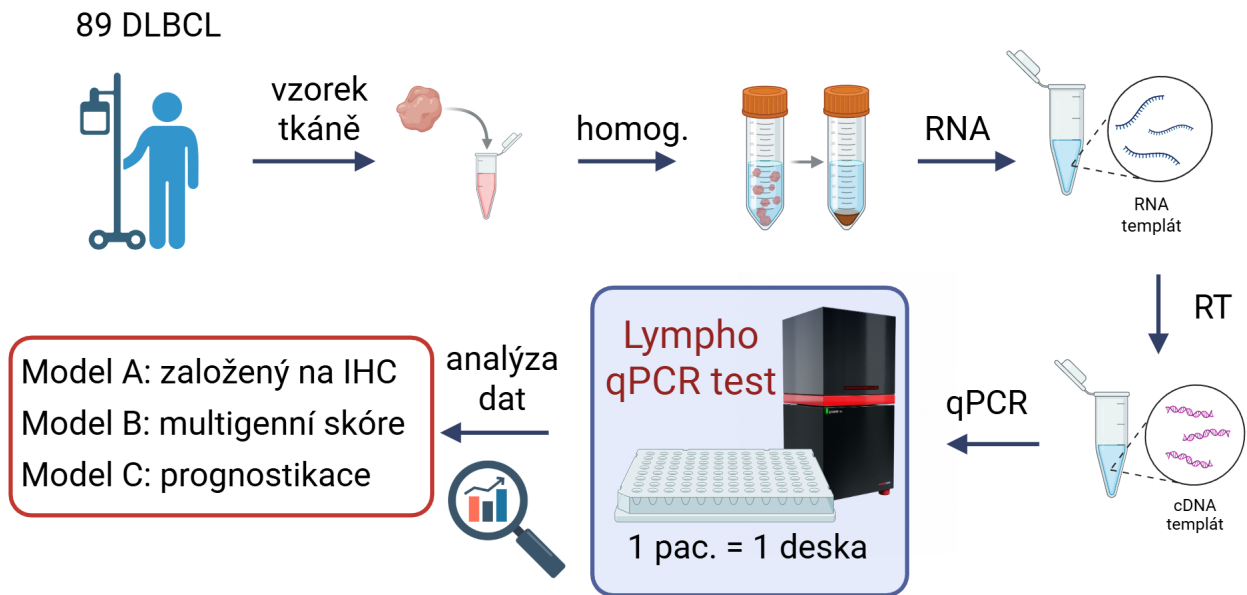 89 DLBCL
vzorek
tkáně
homog.
RNA
RNA
templát
RT
cDNA
templát
qPCR
Lympho
qPCR test
1 pac. = 1 deska
analýza
dat
Model A: založený na IHC
Model B: multigenní skóre
Model C: prognostikace